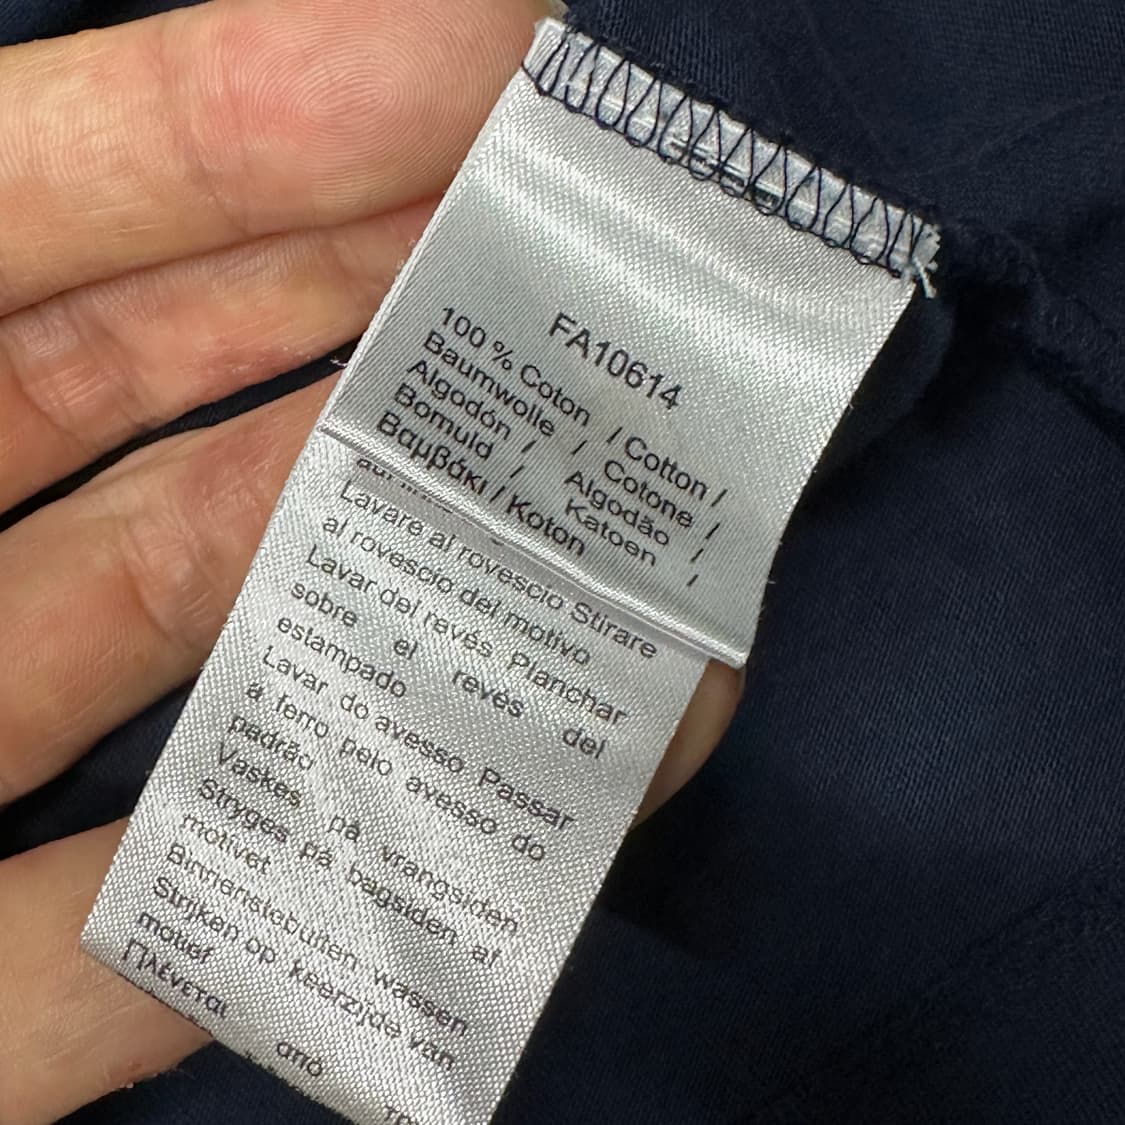 FA10614
100 % Coton / Cotton /
Baumwolle / Cotone /
Algodón / Algodão /
Bomuld / Katoen /
Βαμβάκι / Koton
Lavare al rovescio Stirare
al rovescio del motivo
Lavar del revés Planchar
sobre el revés del
estampado
Lavar do avesso Passar
a ferro pelo avesso do
padrão
Vaskes på vrangsiden
Stryges på bagsiden af
motivet
Binnenstebuiten wassen
Strijken op keerzijde van
motief
Πλένεται από